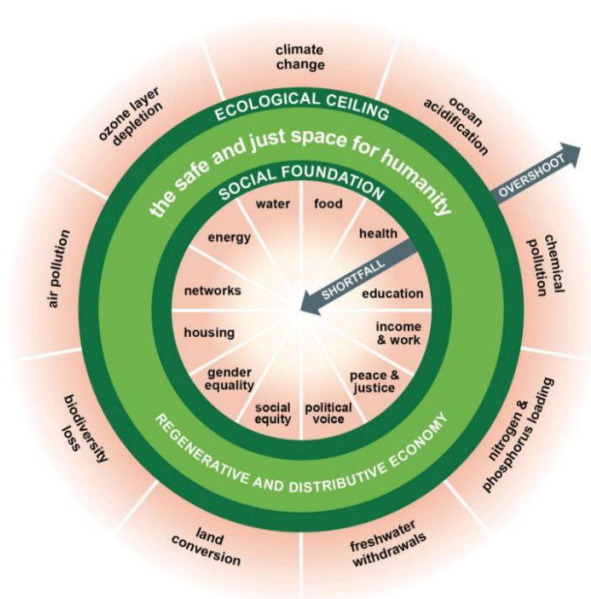 climate
change
ocean
acidification
chemical
pollution
nitrogen &
phosphorus loading
freshwater
withdrawals
land
conversion
biodiversity
loss
air pollution
ozone layer
depletion
ECOLOGICAL CEILING
the safe and just space for humanity
SOCIAL FOUNDATION
OVERSHOOT
SHORTFALL
water
food
health
education
income
& work
peace &
justice
political
voice
social
equity
gender
equality
housing
networks
energy
REGENERATIVE AND DISTRIBUTIVE ECONOMY